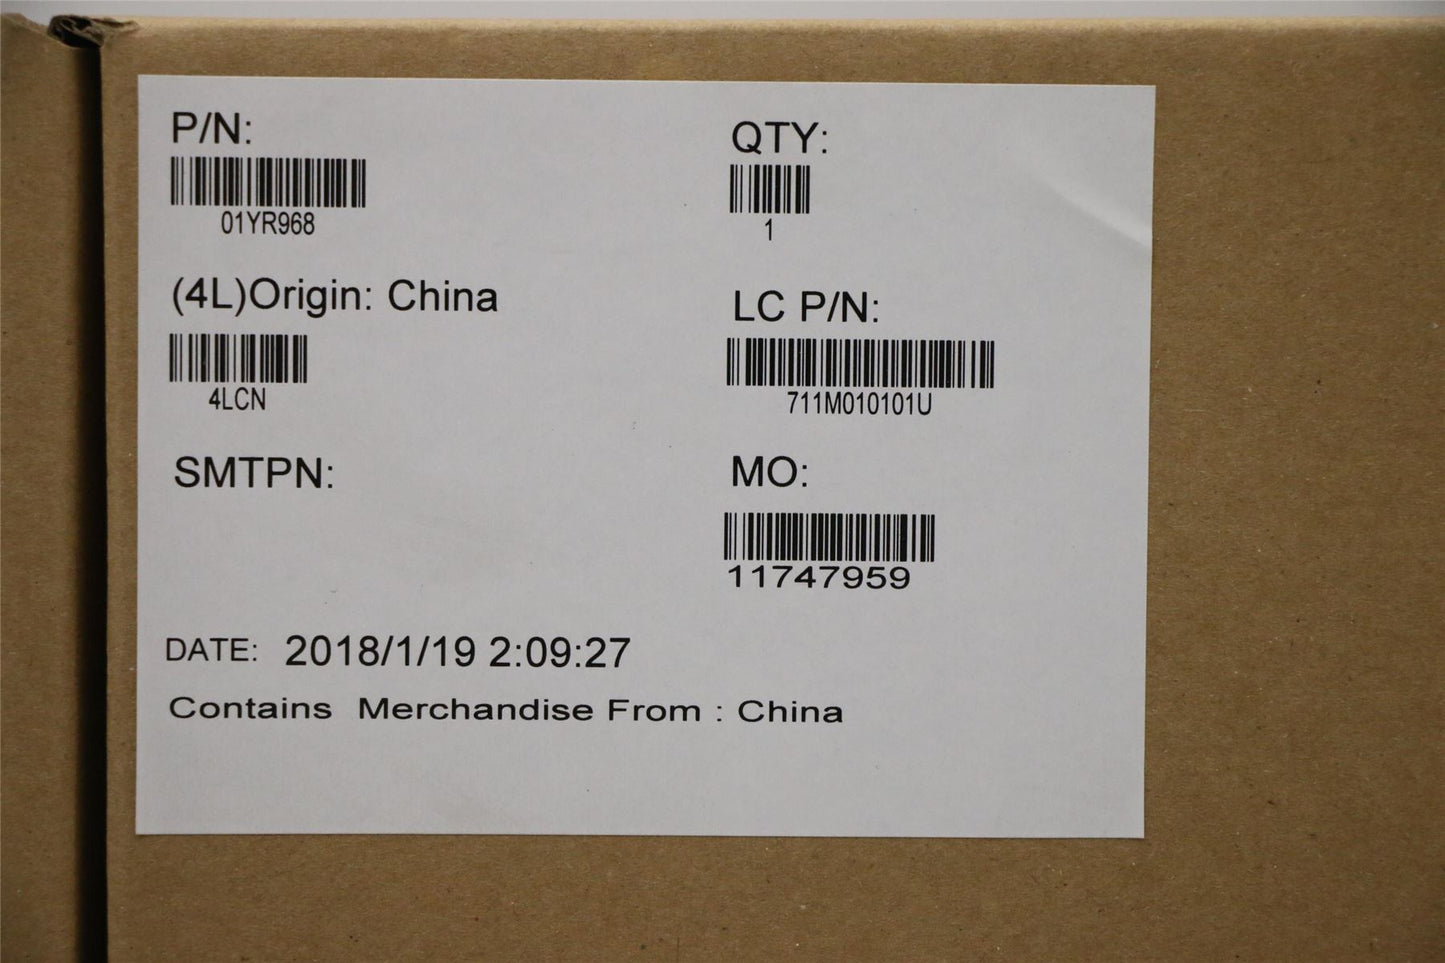 P/N:
01YR968
QTY:
1
(4L)Origin: China
4LCN
LC P/N:
711M010101U
SMTPN:
MO:
11747959
DATE: 2018/1/19 2:09:27
Contains Merchandise From : China